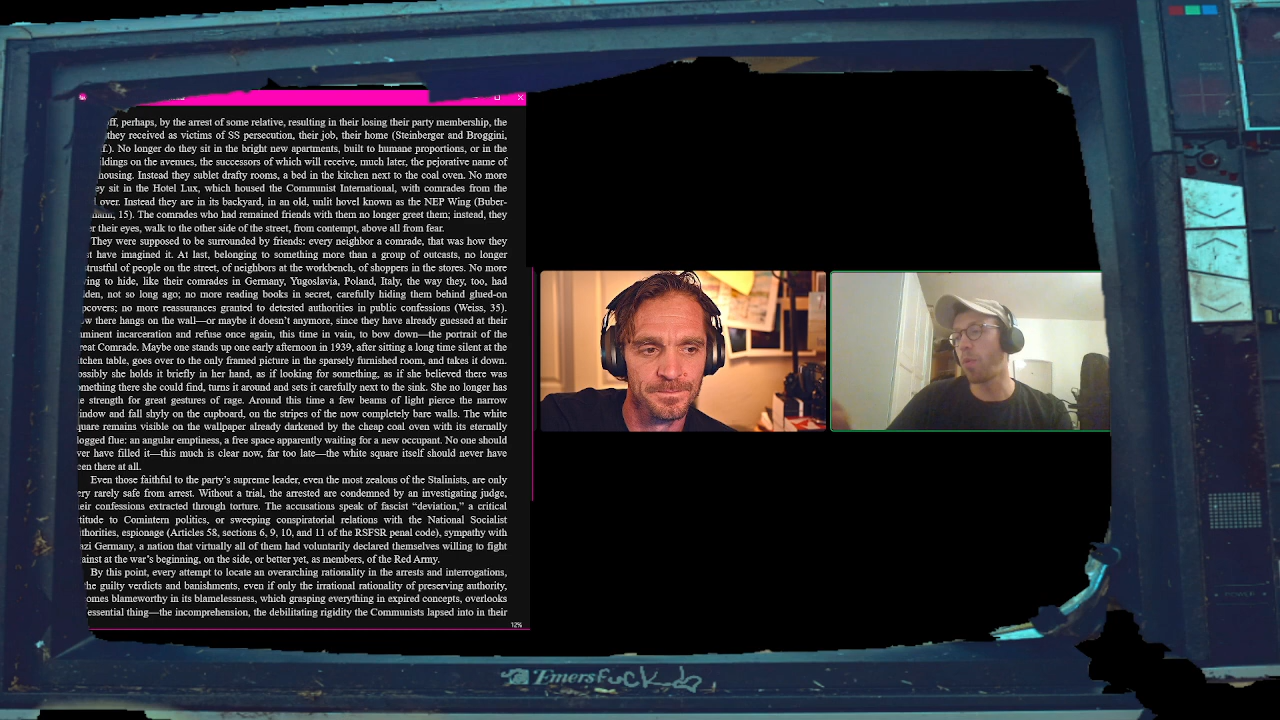 off, perhaps, by the arrest of some relative, resulting in their losing their party membership, the
they received as victims of SS persecution, their job, their home (Steinberger and Broggini,
f.). No longer do they sit in the bright new apartments, built to humane proportions, or in the
ildings on the avenues, the successors of which will receive, much later, the pejorative name of
housing. Instead they sublet drafty rooms, a bed in the kitchen next to the coal oven. No more
ey sit in the Hotel Lux, which housed the Communist International, with comrades from the
over. Instead they are in its backyard, in an old, unlit hovel known as the NEP Wing (Buber-
mann, 15). The comrades who had remained friends with them no longer greet them; instead, they
er their eyes, walk to the other side of the street, from contempt, above all from fear.
They were supposed to be surrounded by friends: every neighbor a comrade, that was how they
st have imagined it. At last, belonging to something more than a group of outcasts, no longer
strustful of people on the street, of neighbors at the workbench, of shoppers in the stores. No more
ving to hide, like their comrades in Germany, Yugoslavia, Poland, Italy, the way they, too, had
dden, not so long ago; no more reading books in secret, carefully hiding them behind glued-on
pcovers; no more reassurances granted to detested authorities in public confessions (Weiss, 35).
w there hangs on the wall—or maybe it doesn't anymore, since they have already guessed at their
minent incarceration and refuse once again, this time in vain, to bow down—the portrait of the
eat Comrade. Maybe one stands up one early afternoon in 1939, after sitting a long time silent at the
itchen table, goes over to the only framed picture in the sparsely furnished room, and takes it down.
ossibly she holds it briefly in her hand, as if looking for something, as if she believed there was
omething there she could find, turns it around and sets it carefully next to the sink. She no longer has
e strength for great gestures of rage. Around this time a few beams of light pierce the narrow
indow and fall shyly on the cupboard, on the stripes of the now completely bare walls. The white
quare remains visible on the wallpaper already darkened by the cheap coal oven with its eternally
logged flue: an angular emptiness, a free space apparently waiting for a new occupant. No one should
ver have filled it—this much is clear now, far too late—the white square itself should never have
een there at all.
Even those faithful to the party's supreme leader, even the most zealous of the Stalinists, are only
ery rarely safe from arrest. Without a trial, the arrested are condemned by an investigating judge,
eir confessions extracted through torture. The accusations speak of fascist “deviation,” a critical
titude to Comintern politics, or sweeping conspiratorial relations with the National Socialist
thorities, espionage (Articles 58, sections 6, 9, 10, and 11 of the RSFSR penal code), sympathy with
azi Germany, a nation that virtually all of them had voluntarily declared themselves willing to fight
ainst at the war's beginning, on the side, or better yet, as members, of the Red Army.
By this point, every attempt to locate an overarching rationality in the arrests and interrogations,
he guilty verdicts and banishments, even if only the irrational rationality of preserving authority,
omes blameworthy in its blamelessness, which grasping everything in expired concepts, overlooks
essential thing—the incomprehension, the debilitating rigidity the Communists lapsed into in their
12%
Emersfuck
POWER